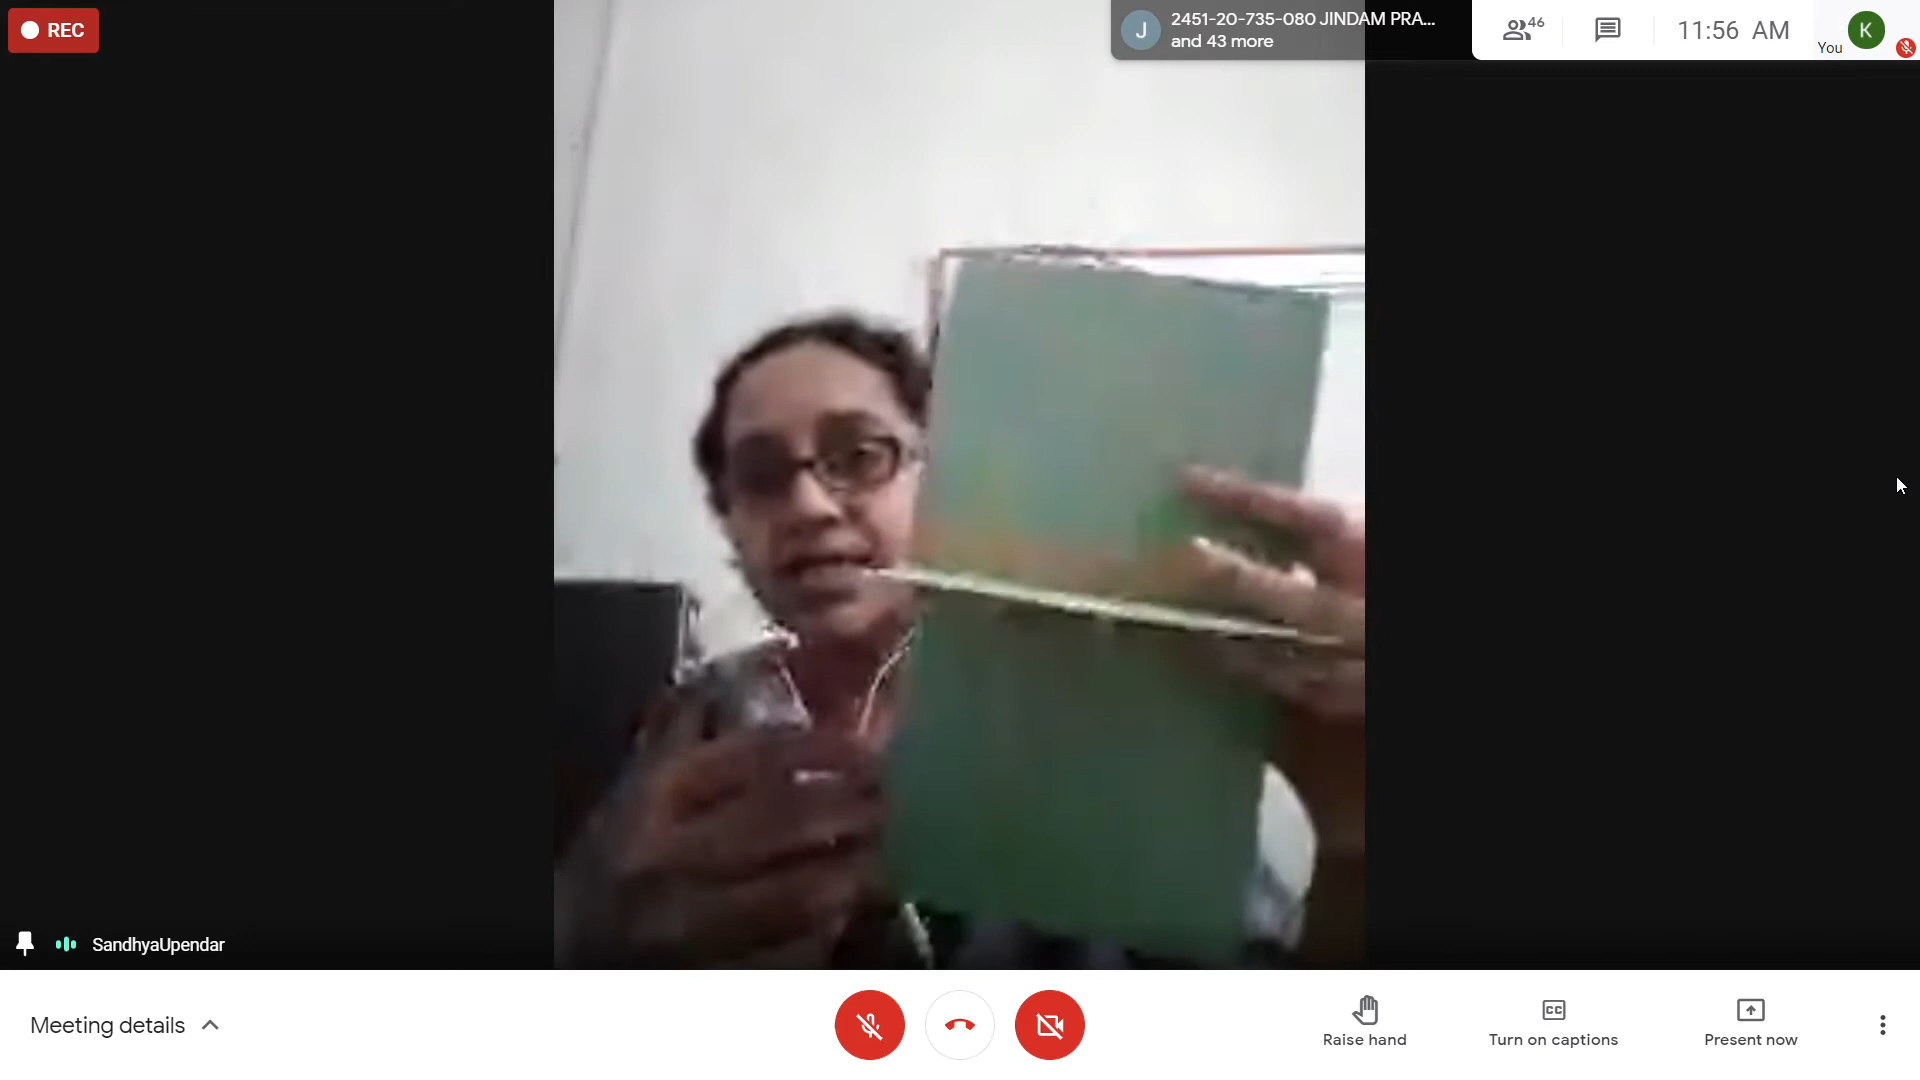 REC
J
2451-20-735-080 JINDAM PRA...
and 43 more
46
11:56 AM
You
K
SandhyaUpendar
Meeting details
Raise hand
CC
Turn on captions
Present now